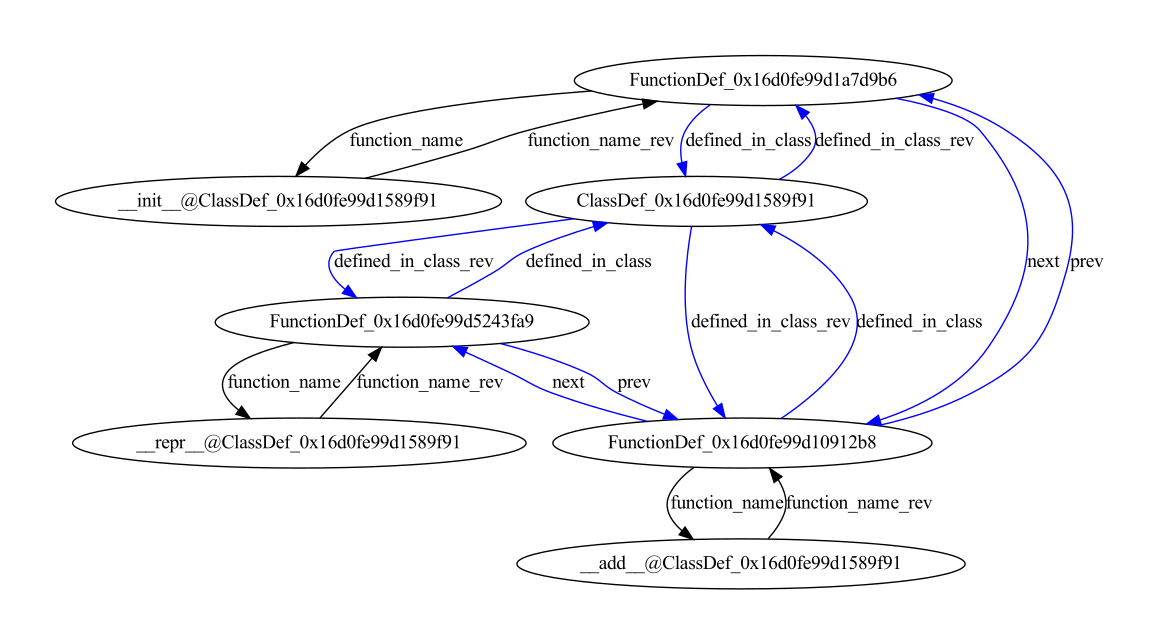 FunctionDef_0x16d0fe99d1a7d9b6
function_name
function_name_rev
defined_in_class
defined_in_class_rev
__init__@ClassDef_0x16d0fe99d1589f91
ClassDef_0x16d0fe99d1589f91
defined_in_class_rev
defined_in_class
next
prev
FunctionDef_0x16d0fe99d5243fa9
defined_in_class_rev
defined_in_class
function_name
function_name_rev
next
prev
__repr__@ClassDef_0x16d0fe99d1589f91
FunctionDef_0x16d0fe99d10912b8
function_name
function_name_rev
__add__@ClassDef_0x16d0fe99d1589f91